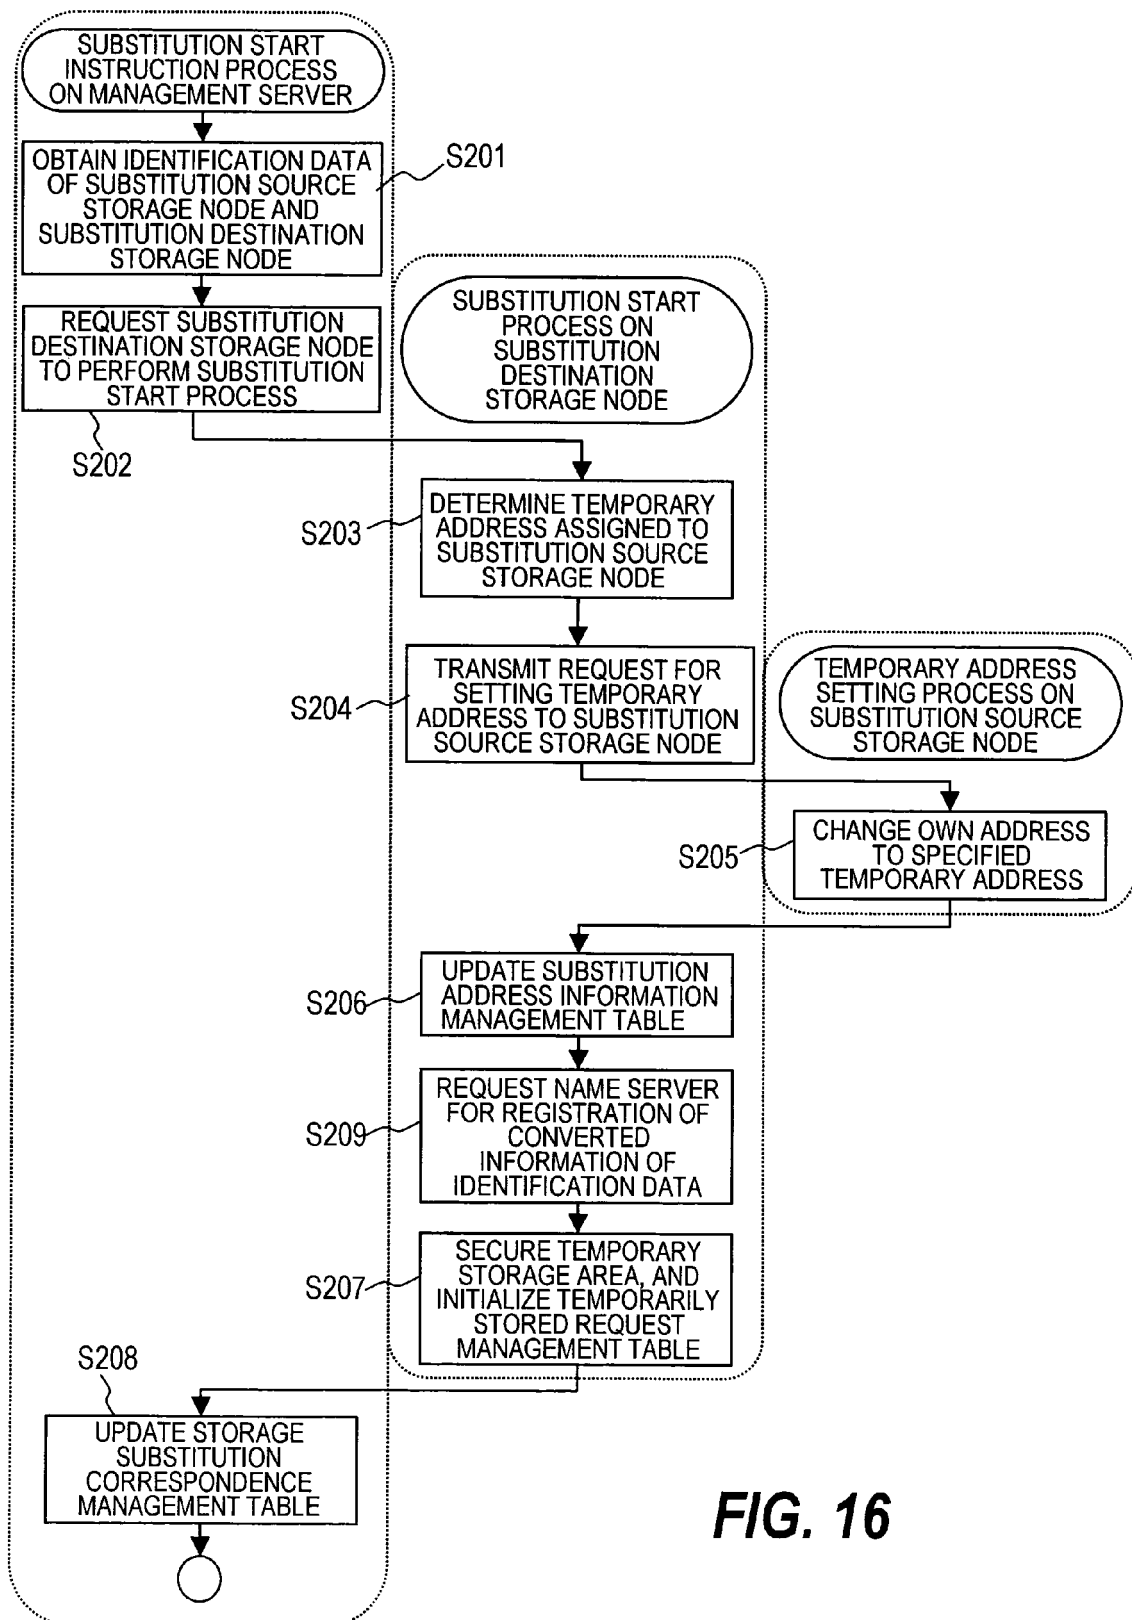 SUBSTITUTION START
INSTRUCTION PROCESS
ON MANAGEMENT SERVER
OBTAIN IDENTIFICATION DATA
OF SUBSTITUTION SOURCE
STORAGE NODE AND
SUBSTITUTION DESTINATION
STORAGE NODE
S201
REQUEST SUBSTITUTION
DESTINATION STORAGE NODE
TO PERFORM SUBSTITUTION
START PROCESS
S202
SUBSTITUTION START
PROCESS ON
SUBSTITUTION
DESTINATION
STORAGE NODE
S203
DETERMINE TEMPORARY
ADDRESS ASSIGNED TO
SUBSTITUTION SOURCE
STORAGE NODE
S204
TRANSMIT REQUEST FOR
SETTING TEMPORARY
ADDRESS TO SUBSTITUTION
SOURCE STORAGE NODE
TEMPORARY ADDRESS
SETTING PROCESS ON
SUBSTITUTION SOURCE
STORAGE NODE
S205
CHANGE OWN ADDRESS
TO SPECIFIED
TEMPORARY ADDRESS
S206
UPDATE SUBSTITUTION
ADDRESS INFORMATION
MANAGEMENT TABLE
S209
REQUEST NAME SERVER
FOR REGISTRATION OF
CONVERTED
INFORMATION OF
IDENTIFICATION DATA
S207
SECURE TEMPORARY
STORAGE AREA, AND
INITIALIZE TEMPORARILY
STORED REQUEST
MANAGEMENT TABLE
S208
UPDATE STORAGE
SUBSTITUTION
CORRESPONDENCE
MANAGEMENT TABLE
FIG. 16